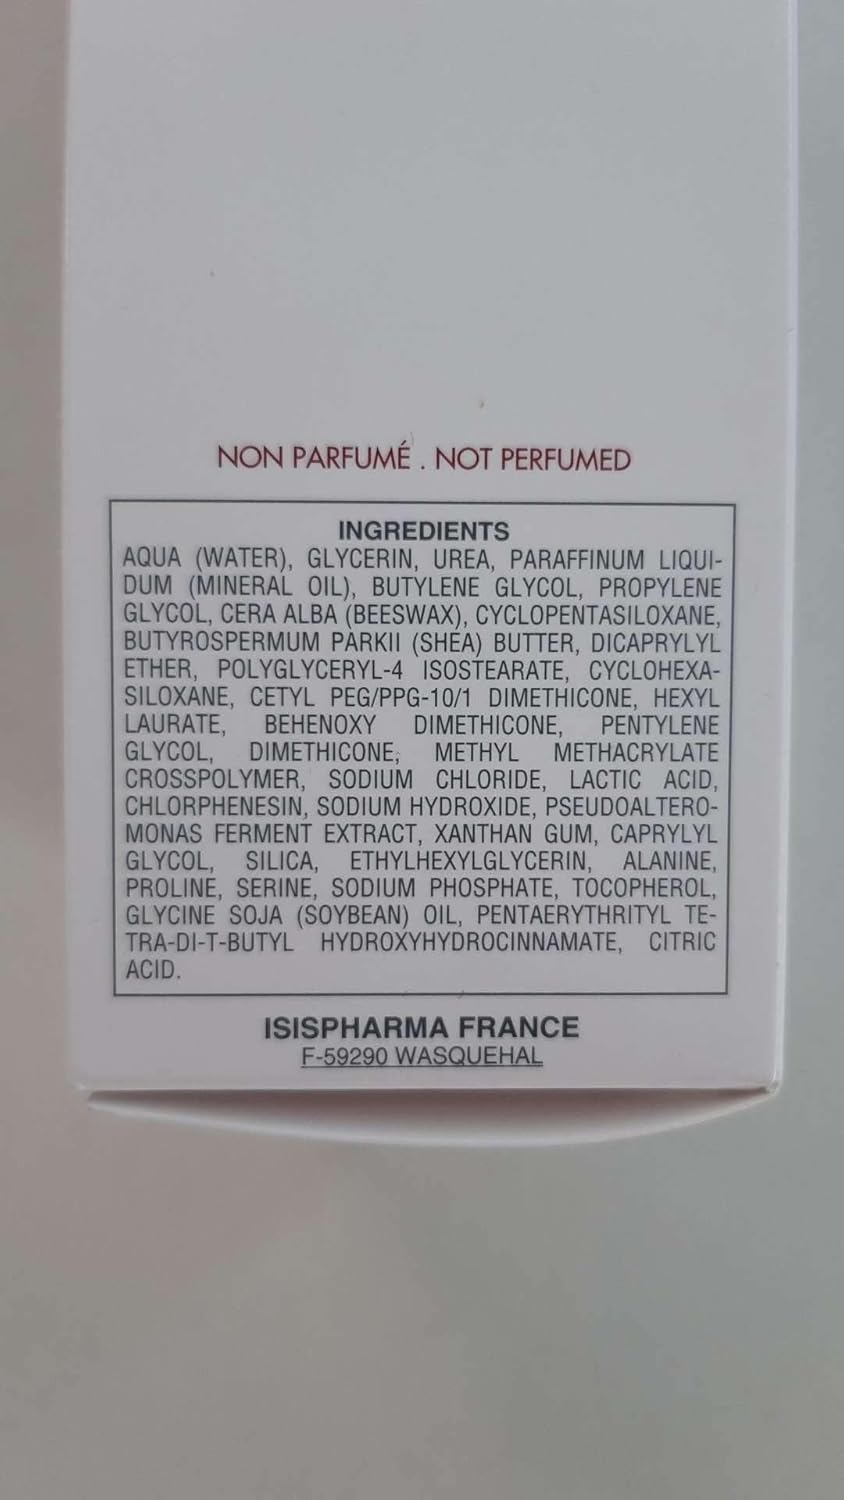 NON PARFUMÉ . NOT PERFUMED
INGREDIENTS
AQUA (WATER), GLYCERIN, UREA, PARAFFINUM LIQUI-
DUM (MINERAL OIL), BUTYLENE GLYCOL, PROPYLENE
GLYCOL, CERA ALBA (BEESWAX), CYCLOPENTASILOXANE,
BUTYROSPERMUM PARKII (SHEA) BUTTER, DICAPRYLYL
ETHER, POLYGLYCERYL-4 ISOSTEARATE, CYCLOHEXA-
SILOXANE, CETYL PEG/PPG-10/1 DIMETHICONE, HEXYL
LAURATE, BEHENOXY DIMETHICONE, PENTYLENE
GLYCOL, DIMETHICONE, METHYL METHACRYLATE
CROSSPOLYMER, SODIUM CHLORIDE, LACTIC ACID,
CHLORPHENESIN, SODIUM HYDROXIDE, PSEUDOALTERO-
MONAS FERMENT EXTRACT, XANTHAN GUM, CAPRYLYL
GLYCOL, SILICA, ETHYLHEXYLGLYCERIN, ALANINE,
PROLINE, SERINE, SODIUM PHOSPHATE, TOCOPHEROL,
GLYCINE SOJA (SOYBEAN) OIL, PENTAERYTHRITYL TE-
TRA-DI-T-BUTYL HYDROXYHYDROCINNAMATE, CITRIC
ACID.
ISISPHARMA FRANCE
F-59290 WASQUEHAL